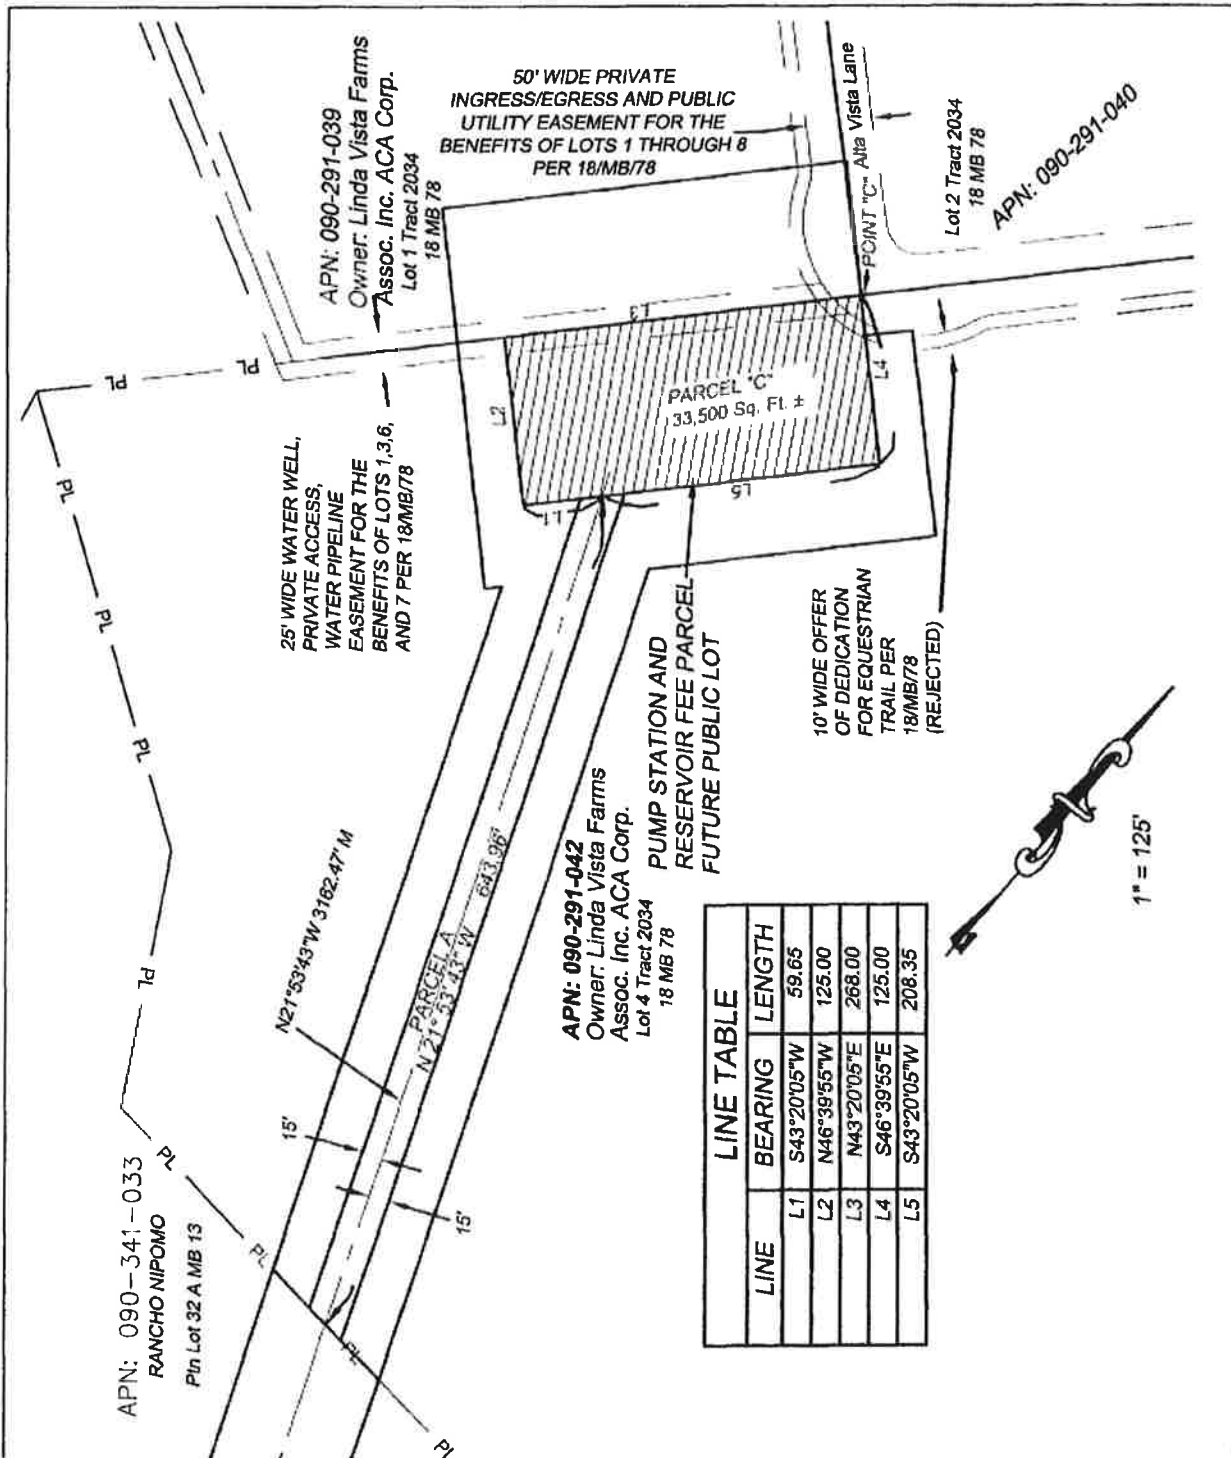 APN: 090-291-039
Owner: Linda Vista Farms
Assoc. Inc. ACA Corp.
Lot 1 Tract 2034
18 MB 78
50' WIDE PRIVATE
INGRESS/EGRESS AND PUBLIC
UTILITY EASEMENT FOR THE
BENEFITS OF LOTS 1 THROUGH 8
PER 18/MB/78
POINT "C"
Alta Vista Lane
Lot 2 Tract 2034
18 MB 78
APN: 090-291-040
PL
PL
PL
PL
PL
PL
PL
PL
PL
PL
25' WIDE WATER WELL,
PRIVATE ACCESS,
WATER PIPELINE
EASEMENT FOR THE
BENEFITS OF LOTS 1,3,6,
AND 7 PER 18/MB/78
L3
L2
L4
L1
L5
PARCEL "C"
33,500 Sq. Ft. ±
PUMP STATION AND
RESERVOIR FEE PARCEL
FUTURE PUBLIC LOT
10' WIDE OFFER
OF DEDICATION
FOR EQUESTRIAN
TRAIL PER
18/MB/78
(REJECTED)
APN: 090-291-042
Owner: Linda Vista Farms
Assoc. Inc. ACA Corp.
Lot 4 Tract 2034
18 MB 78
N21°53'43"W 3162.47' M
PARCEL A
N 21° 53' 43" W 643.96'
15'
15'
APN: 090-341-033
RANCHO NIPOMO
Ptn Lot 32 A MB 13
1" = 125'
LINE TABLE
LINE BEARING LENGTH
L1 S43°20'05"W 59.65
L2 N46°39'55"W 125.00
L3 N43°20'05"E 268.00
L4 S46°39'55"E 125.00
L5 S43°20'05"W 208.35